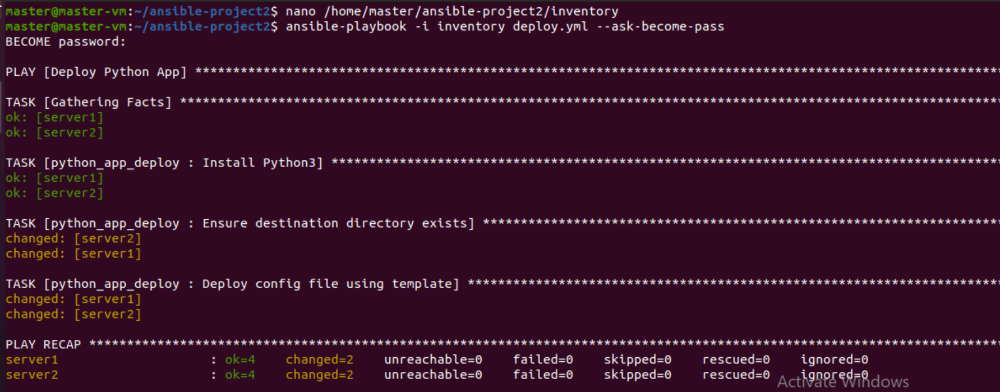 master@master-vm:~/ansible-project2$ nano /home/master/ansible-project2/inventory
master@master-vm:~/ansible-project2$ ansible-playbook -i inventory deploy.yml --ask-become-pass
BECOME password:
PLAY [Deploy Python App] **********************************************************************************************************
TASK [Gathering Facts] ************************************************************************************************************
ok: [server1]
ok: [server2]
TASK [python_app_deploy : Install Python3] ****************************************************************************************
ok: [server1]
ok: [server2]
TASK [python_app_deploy : Ensure destination directory exists] ********************************************************************
changed: [server2]
changed: [server1]
TASK [python_app_deploy : Deploy config file using template] **********************************************************************
changed: [server1]
changed: [server2]
PLAY RECAP ************************************************************************************************************************
server1                    : ok=4    changed=2    unreachable=0    failed=0    skipped=0    rescued=0    ignored=0
server2                    : ok=4    changed=2    unreachable=0    failed=0    skipped=0    rescued=0    ignored=0
Activate Windows